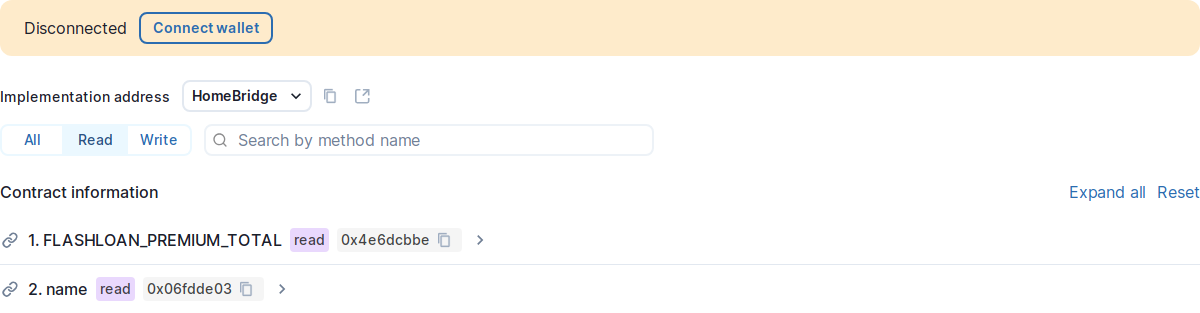 Disconnected Connect wallet
Implementation address HomeBridge
All Read Write Search by method name
Contract information Expand all Reset
1. FLASHLOAN_PREMIUM_TOTAL read 0x4e6dcbbe
2. name read 0x06fdde03